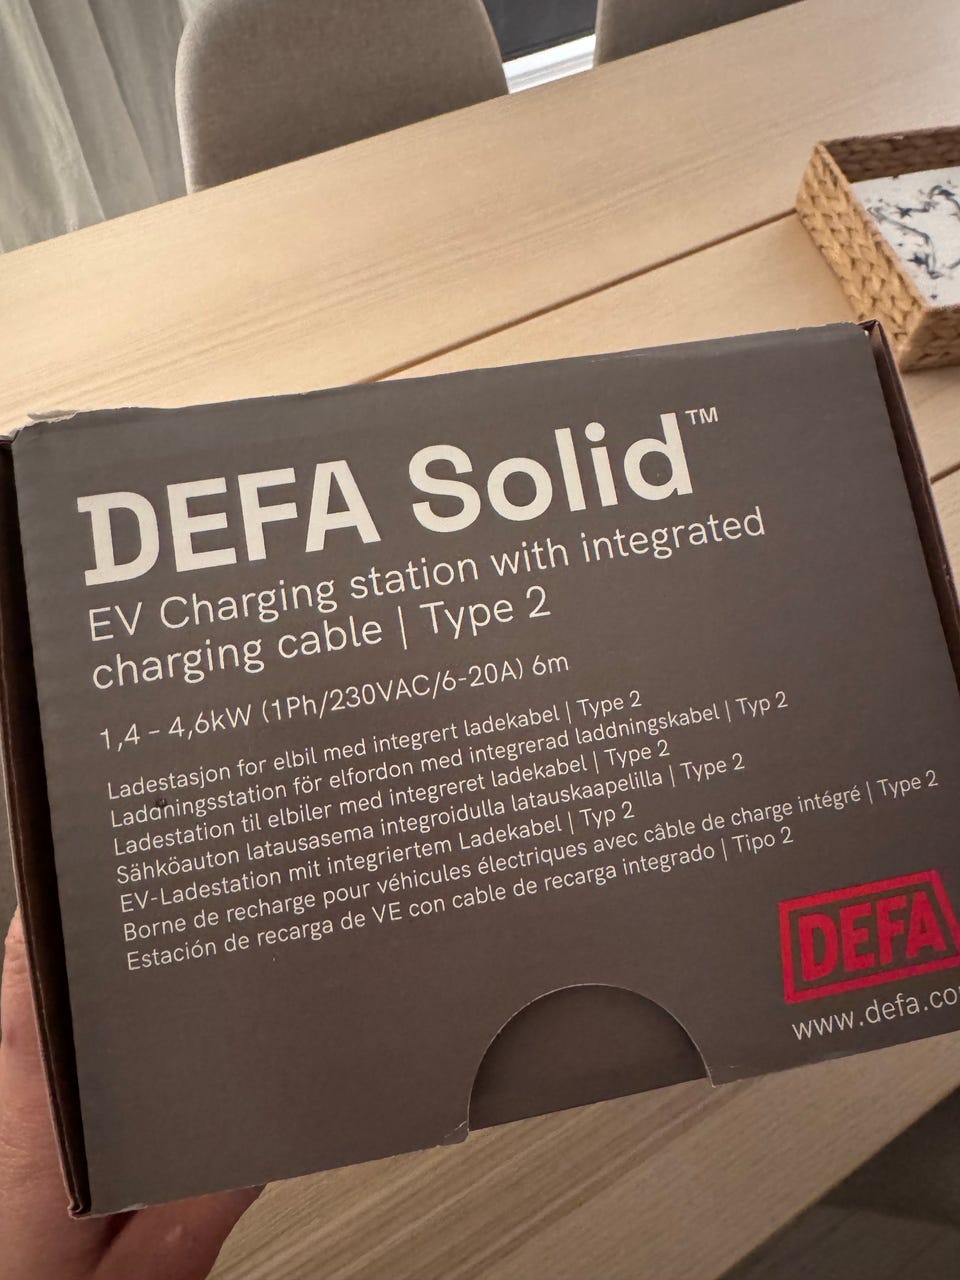 DEFA Solid™
EV Charging station with integrated
charging cable | Type 2
1,4 – 4,6kW (1Ph/230VAC/6-20A) 6m
Ladestasjon for elbil med integrert ladekabel | Type 2
Laddningsstation för elfordon med integrerad laddningskabel | Typ 2
Ladestation til elbiler med integreret ladekabel | Type 2
Sähköauton latausasema integroidulla latauskaapelilla | Type 2
EV-Ladestation mit integriertem Ladekabel | Typ 2
Borne de recharge pour véhicules électriques avec câble de charge intégré | Type 2
Estación de recarga de VE con cable de recarga integrado | Tipo 2
DEFA
www.defa.co